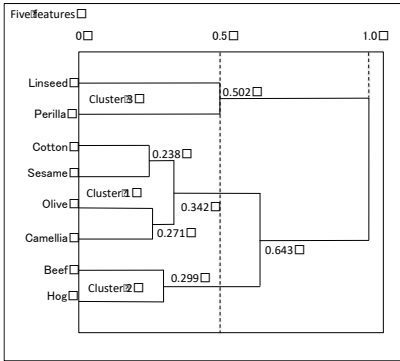 Five features
0 0.5 1.0
Linseed
0.502
Cluster 3
Perilla
Cotton
0.238
Sesame
Cluster 1
Olive
0.342
0.271
Camellia
0.643
Beef
0.299
Cluster 2
Hog